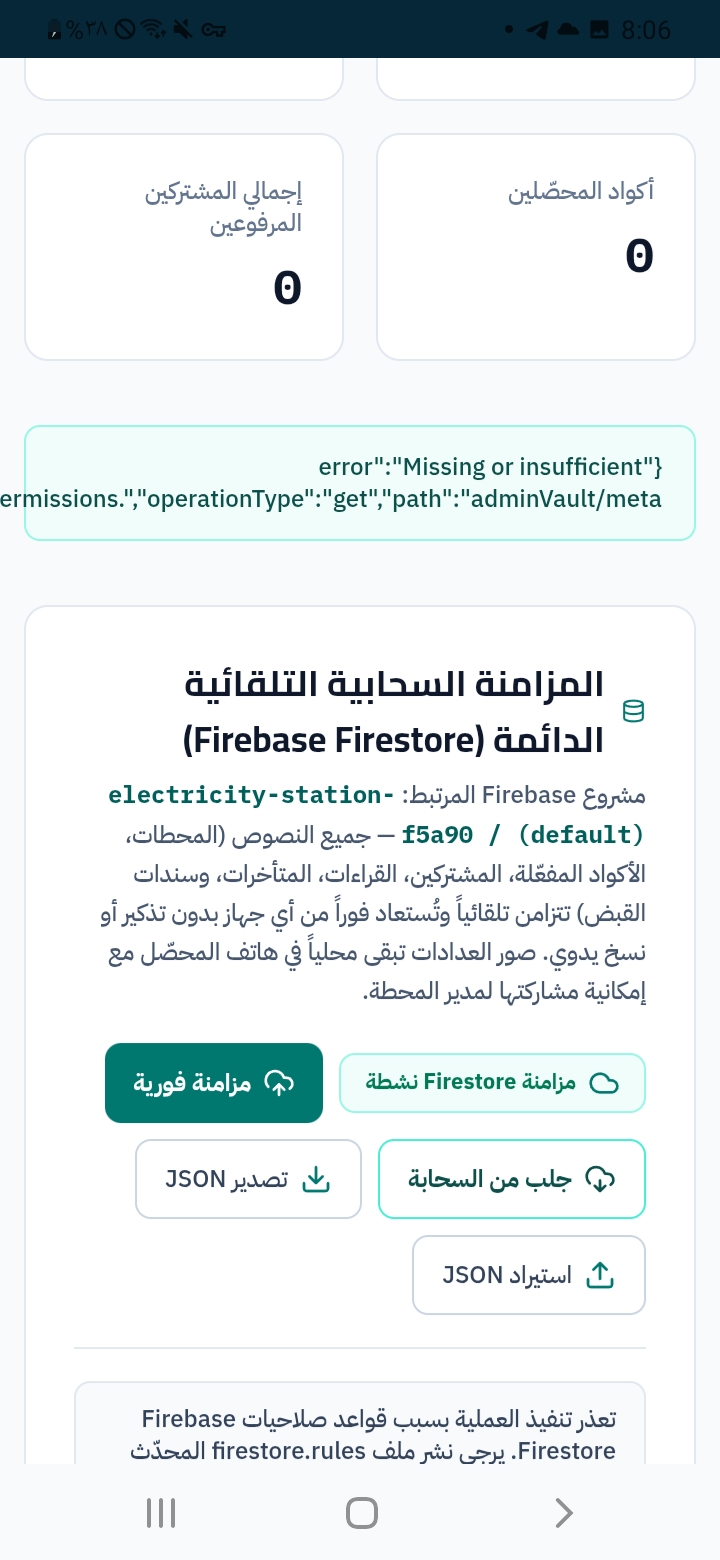 8:06
%٣٨
أكواد المحصّلين
0
إجمالي المشتركين
المرفوعين
0
{"error":"Missing or insufficient
ermissions.","operationType":"get","path":"adminVault/meta
المزامنة السحابية التلقائية
الدائمة (Firebase Firestore)
مشروع Firebase المرتبط: electricity-station-
f5a90 / (default) — جميع النصوص (المحطات،
الأكواد المفعّلة، المشتركين، القراءات، المتأخرات، وسندات
القبض) تتزامن تلقائياً وتُستعاد فوراً من أي جهاز بدون تذكير أو
نسخ يدوي. صور العدادات تبقى محلياً في هاتف المحصّل مع
إمكانية مشاركتها لمدير المحطة.
مزامنة Firestore نشطة
مزامنة فورية
جلب من السحابة
تصدير JSON
استيراد JSON
تعذر تنفيذ العملية بسبب قواعد صلاحيات Firebase
Firestore. يرجى نشر ملف firestore.rules المحدّث